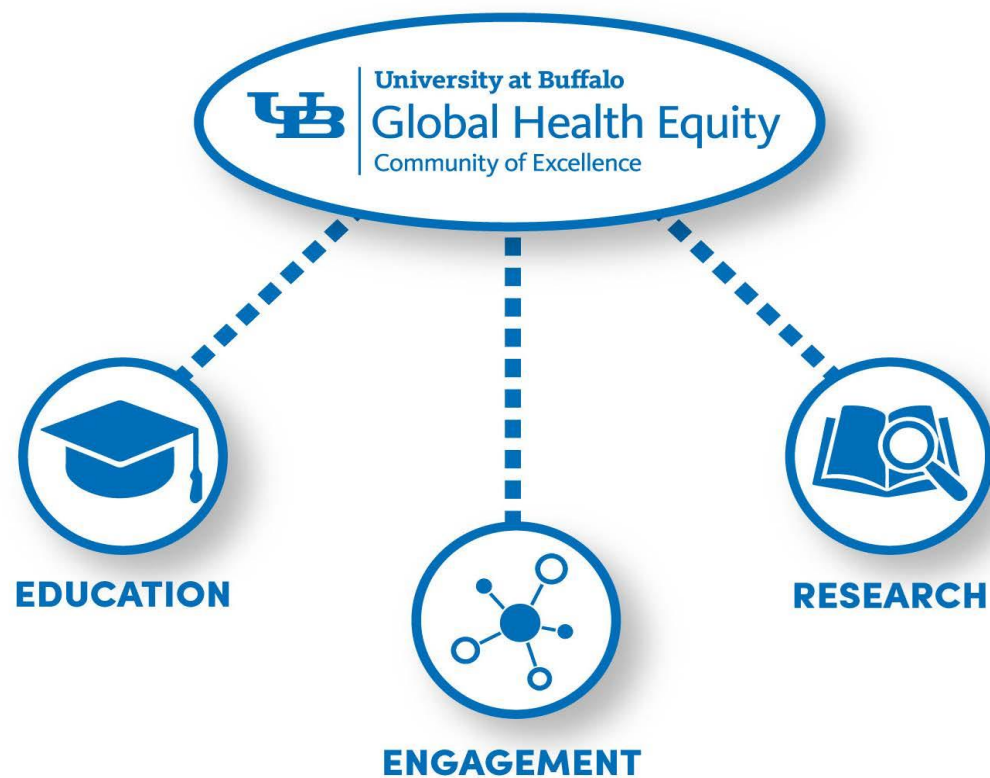 UB
University at Buffalo
Global Health Equity
Community of Excellence
EDUCATION
RESEARCH
ENGAGEMENT